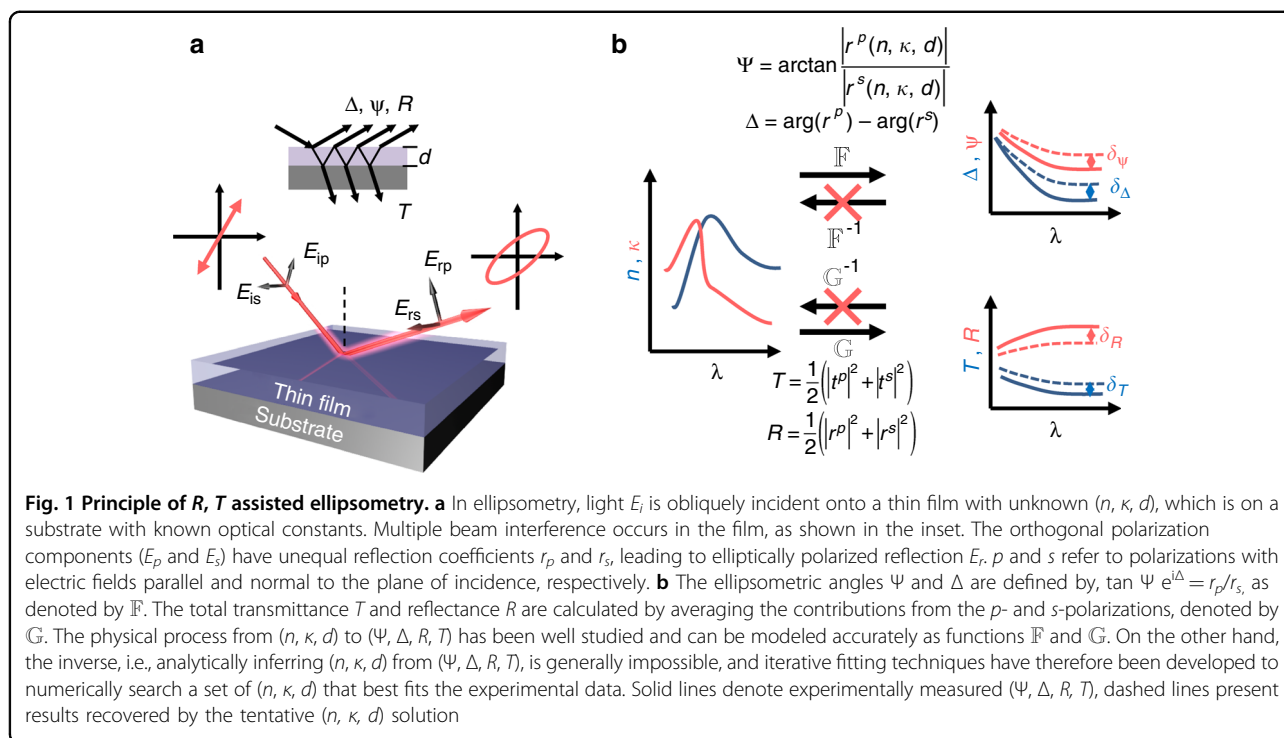 a
Δ, ψ, R
d
T
E_ip
E_is
E_rp
E_rs
Thin film
Substrate
b
Ψ = arctan |r^p(n, κ, d)| / |r^s(n, κ, d)|
Δ = arg(r^p) – arg(r^s)
𝔽
𝔽^-1
𝔾^-1
𝔾
n, κ
λ
T = 1/2(|t^p|^2 + |t^s|^2)
R = 1/2(|r^p|^2 + |r^s|^2)
Δ, Ψ
δ_ψ
δ_Δ
λ
T, R
δ_R
δ_T
λ
Fig. 1 Principle of R, T assisted ellipsometry. a In ellipsometry, light E_i is obliquely incident onto a thin film with unknown (n, κ, d), which is on a
substrate with known optical constants. Multiple beam interference occurs in the film, as shown in the inset. The orthogonal polarization
components (E_p and E_s) have unequal reflection coefficients r_p and r_s, leading to elliptically polarized reflection E_r. p and s refer to polarizations with
electric fields parallel and normal to the plane of incidence, respectively. b The ellipsometric angles Ψ and Δ are defined by, tan Ψ e^iΔ = r_p/r_s, as
denoted by 𝔽. The total transmittance T and reflectance R are calculated by averaging the contributions from the p- and s-polarizations, denoted by
𝔾. The physical process from (n, κ, d) to (Ψ, Δ, R, T) has been well studied and can be modeled accurately as functions 𝔽 and 𝔾. On the other hand,
the inverse, i.e., analytically inferring (n, κ, d) from (Ψ, Δ, R, T), is generally impossible, and iterative fitting techniques have therefore been developed to
numerically search a set of (n, κ, d) that best fits the experimental data. Solid lines denote experimentally measured (Ψ, Δ, R, T), dashed lines present
results recovered by the tentative (n, κ, d) solution